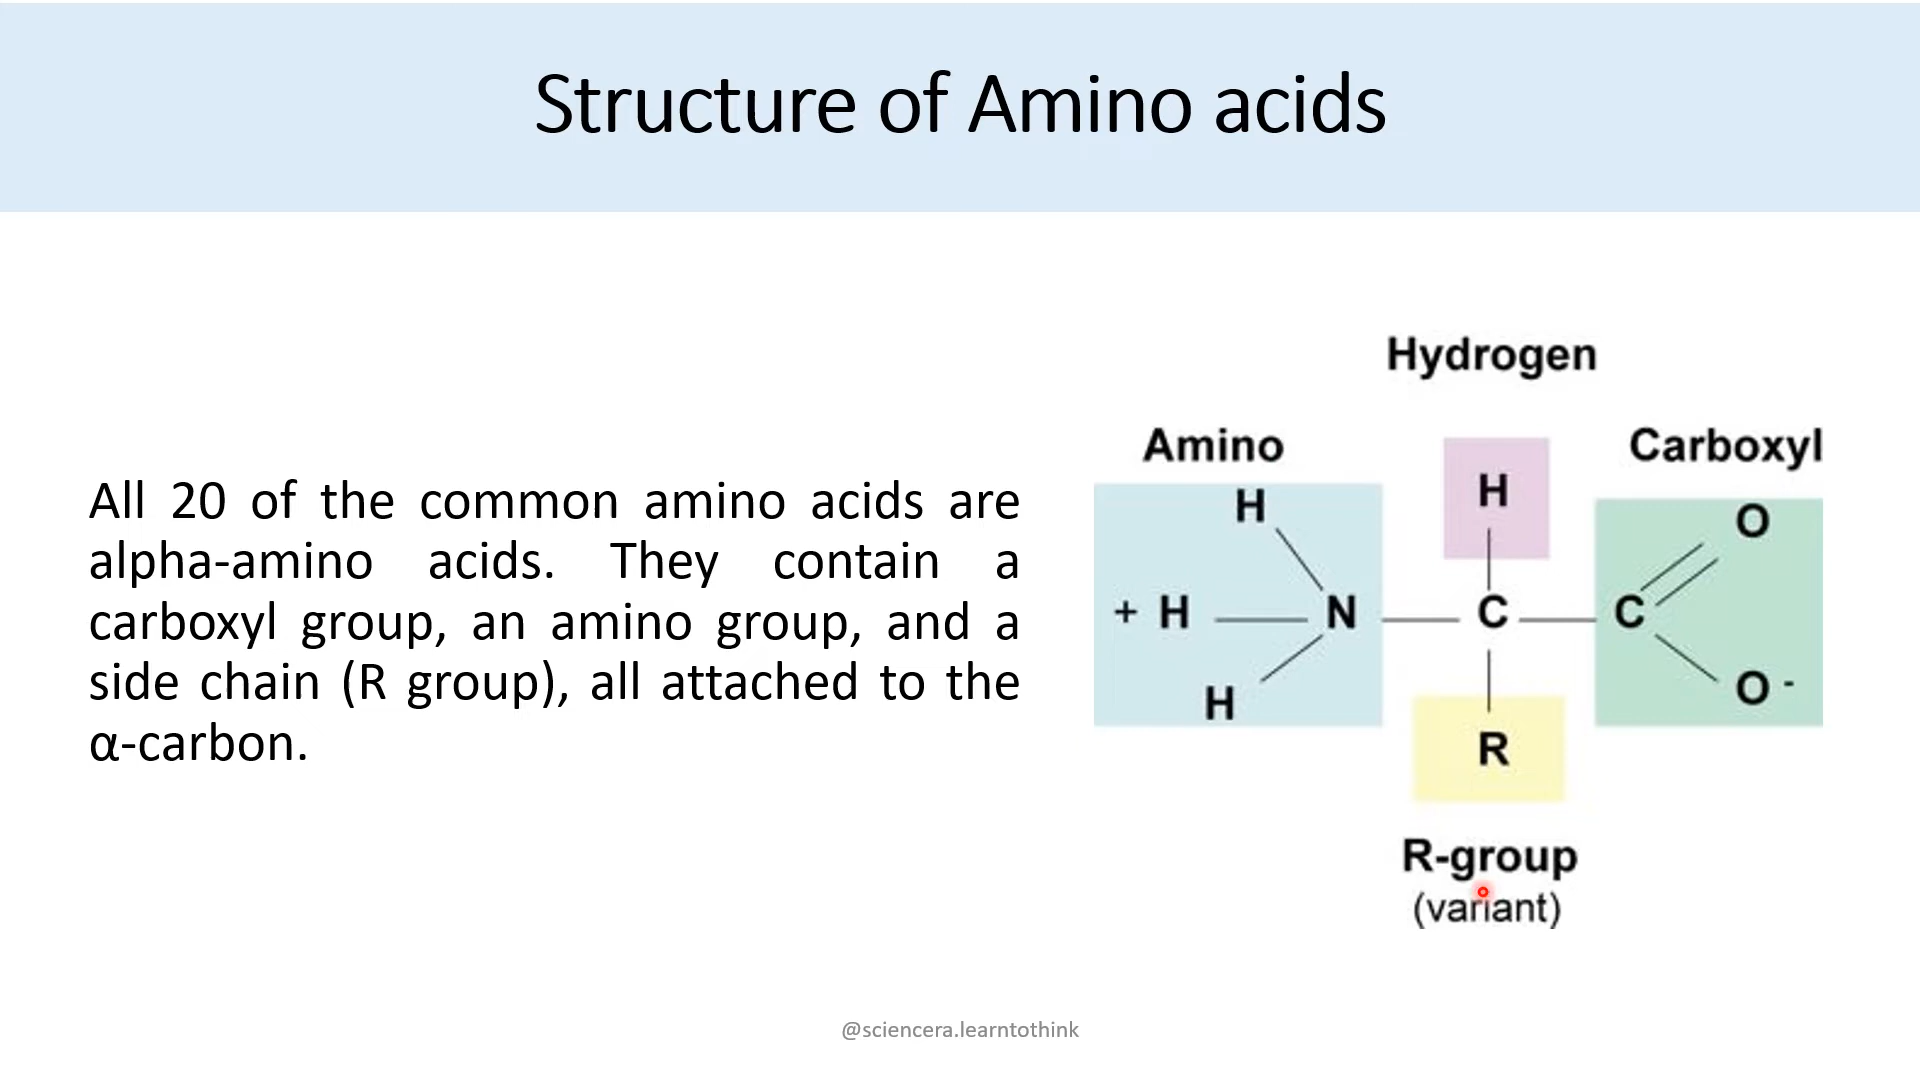 Structure of Amino acids
All 20 of the common amino acids are
alpha-amino acids. They contain a
carboxyl group, an amino group, and a
side chain (R group), all attached to the
α-carbon.
Hydrogen
Amino
Carboxyl
H
H
O
+ H
N
C
C
H
O -
R
R-group
(variant)
@sciencera.learntothink